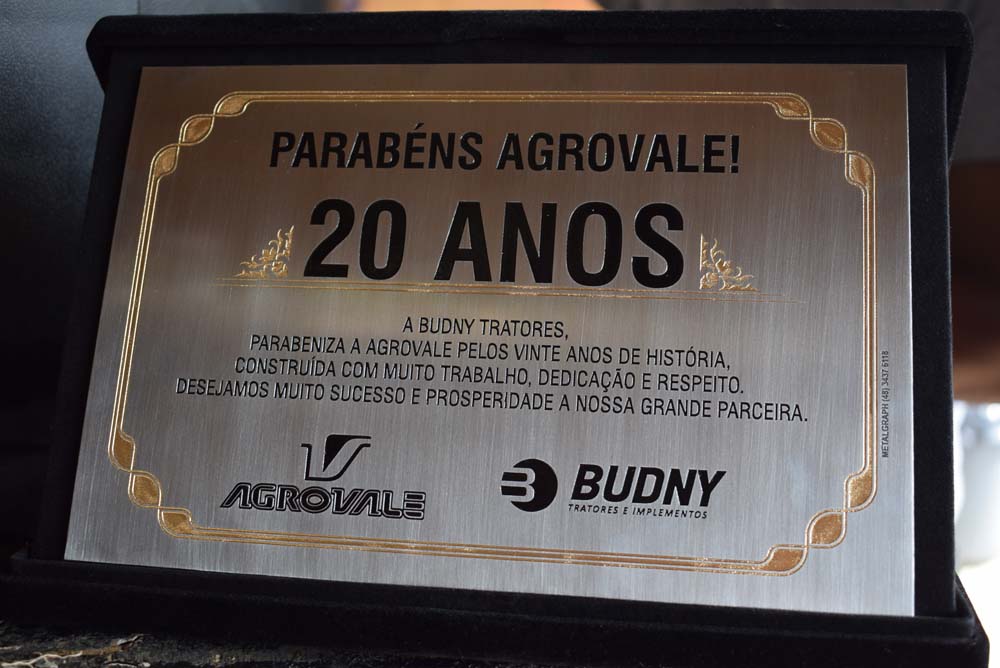 PARABÉNS AGROVALE!
20 ANOS
A BUDNY TRATORES,
PARABENIZA A AGROVALE PELOS VINTE ANOS DE HISTÓRIA,
CONSTRUÍDA COM MUITO TRABALHO, DEDICAÇÃO E RESPEITO.
DESEJAMOS MUITO SUCESSO E PROSPERIDADE A NOSSA GRANDE PARCEIRA.
AGROVALE
BUDNY
TRATORES E IMPLEMENTOS
METALGRAPH (48) 3437 6118